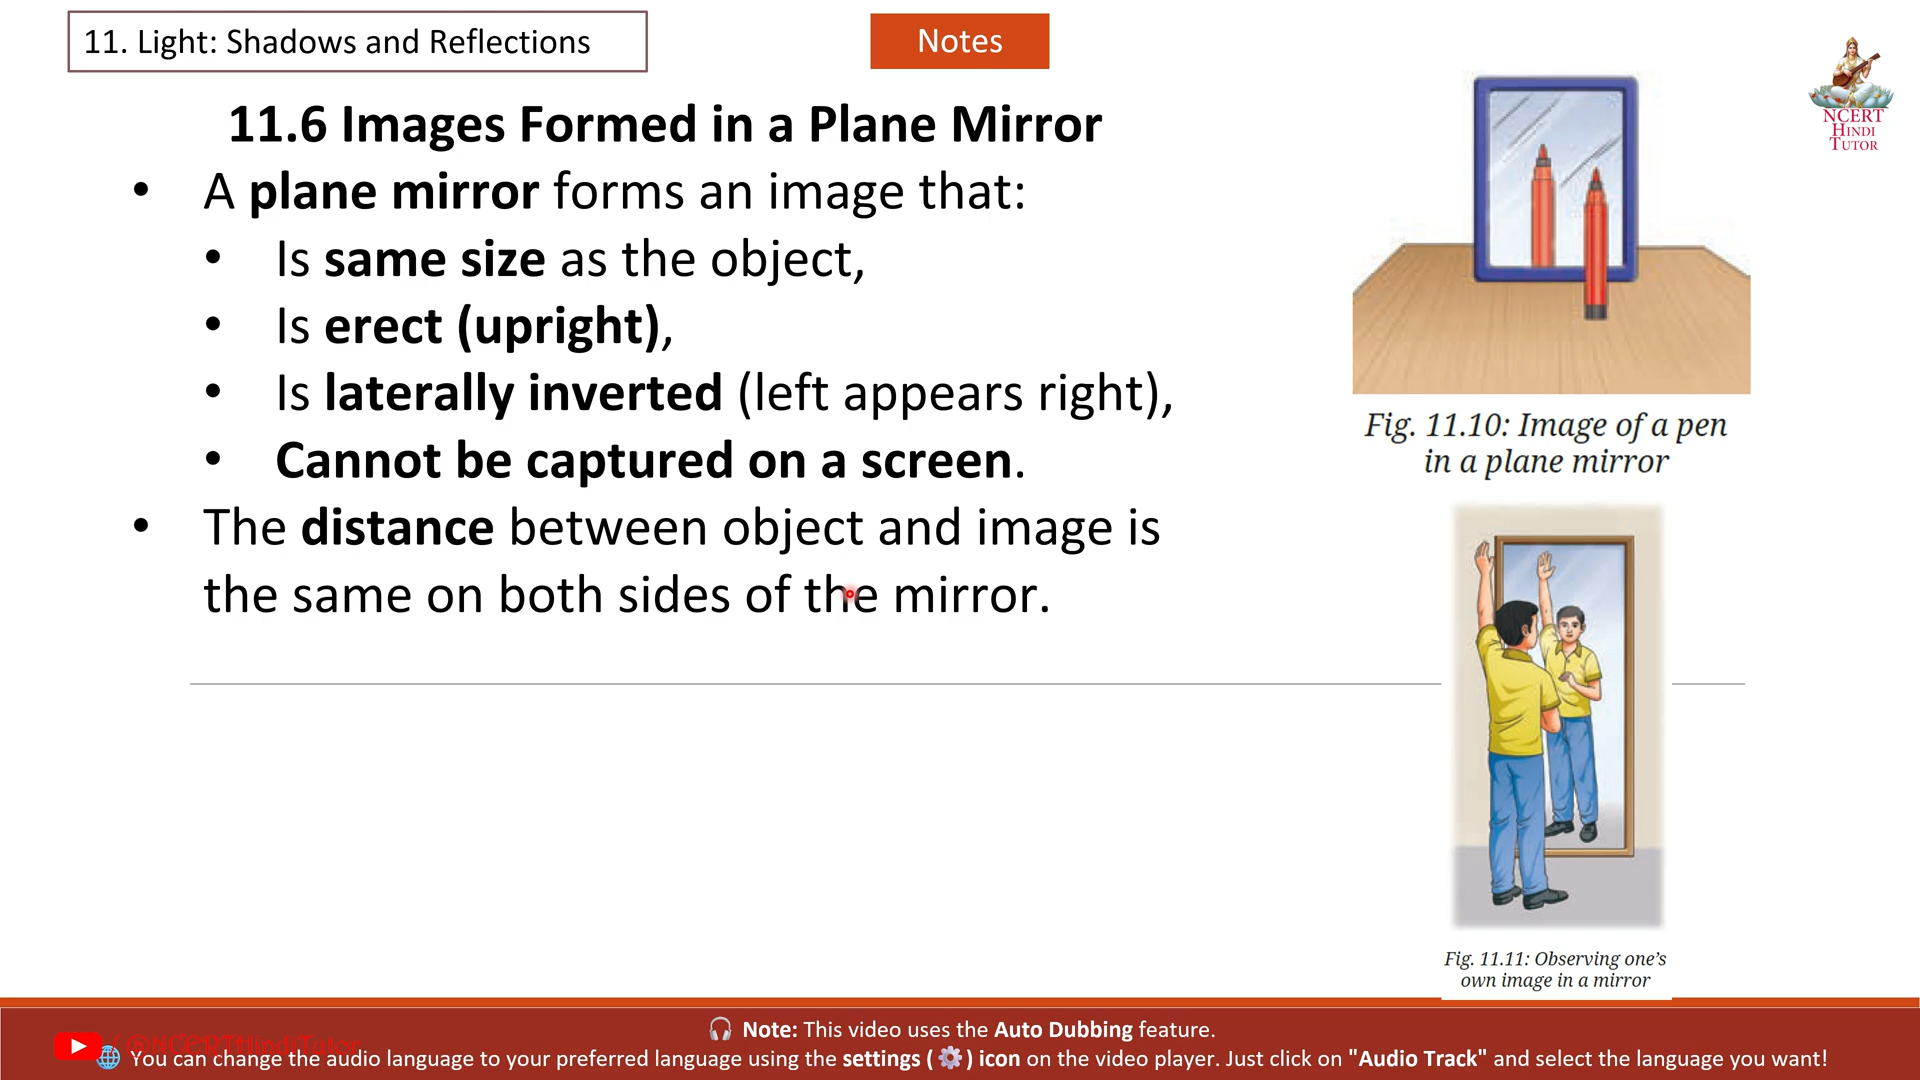 11. Light: Shadows and Reflections
Notes
NCERT
HINDI
TUTOR
11.6 Images Formed in a Plane Mirror
• A plane mirror forms an image that:
• Is same size as the object,
• Is erect (upright),
• Is laterally inverted (left appears right),
• Cannot be captured on a screen.
• The distance between object and image is
the same on both sides of the mirror.
Fig. 11.10: Image of a pen
in a plane mirror
Fig. 11.11: Observing one's
own image in a mirror
Note: This video uses the Auto Dubbing feature.
You can change the audio language to your preferred language using the settings ( ) icon on the video player. Just click on "Audio Track" and select the language you want!